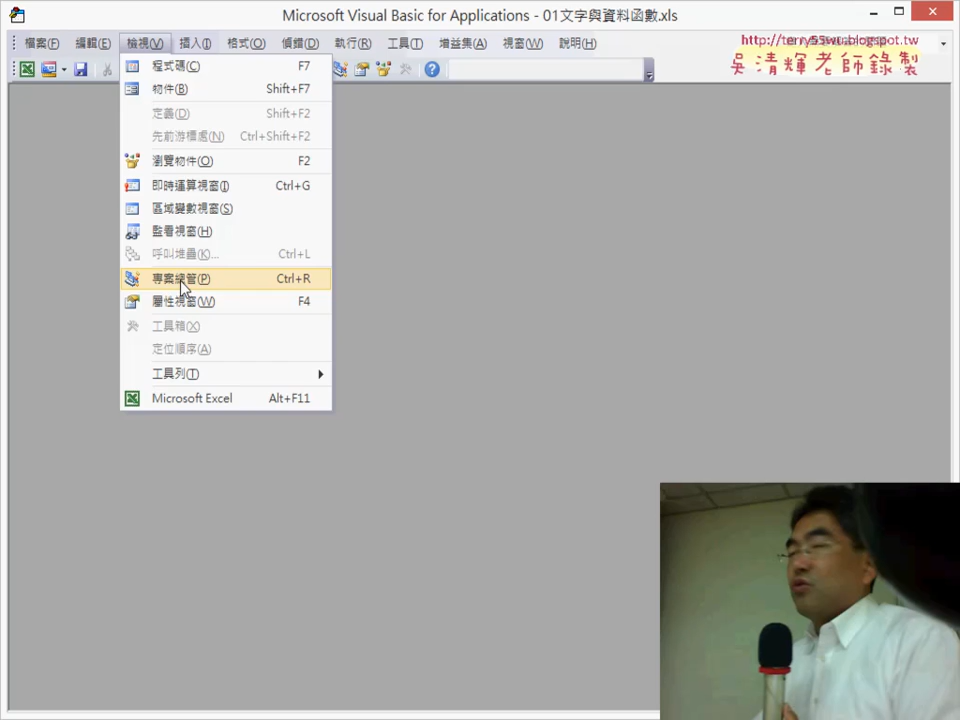 Microsoft Visual Basic for Applications - 01文字與資料函數.xls
檔案(F) 編輯(E) 檢視(V) 插入(I) 格式(O) 偵錯(D) 執行(R) 工具(T) 增益集(A) 視窗(W) 說明(H)
http://terry55wu.blogspot.tw
吳清輝老師錄製
程式碼(C) F7
物件(B) Shift+F7
定義(D) Shift+F2
先前游標處(N) Ctrl+Shift+F2
瀏覽物件(O) F2
即時運算視窗(I) Ctrl+G
區域變數視窗(S)
監看視窗(H)
呼叫堆疊(K)... Ctrl+L
專案總管(P) Ctrl+R
屬性視窗(W) F4
工具箱(X)
定位順序(A)
工具列(T)
Microsoft Excel Alt+F11